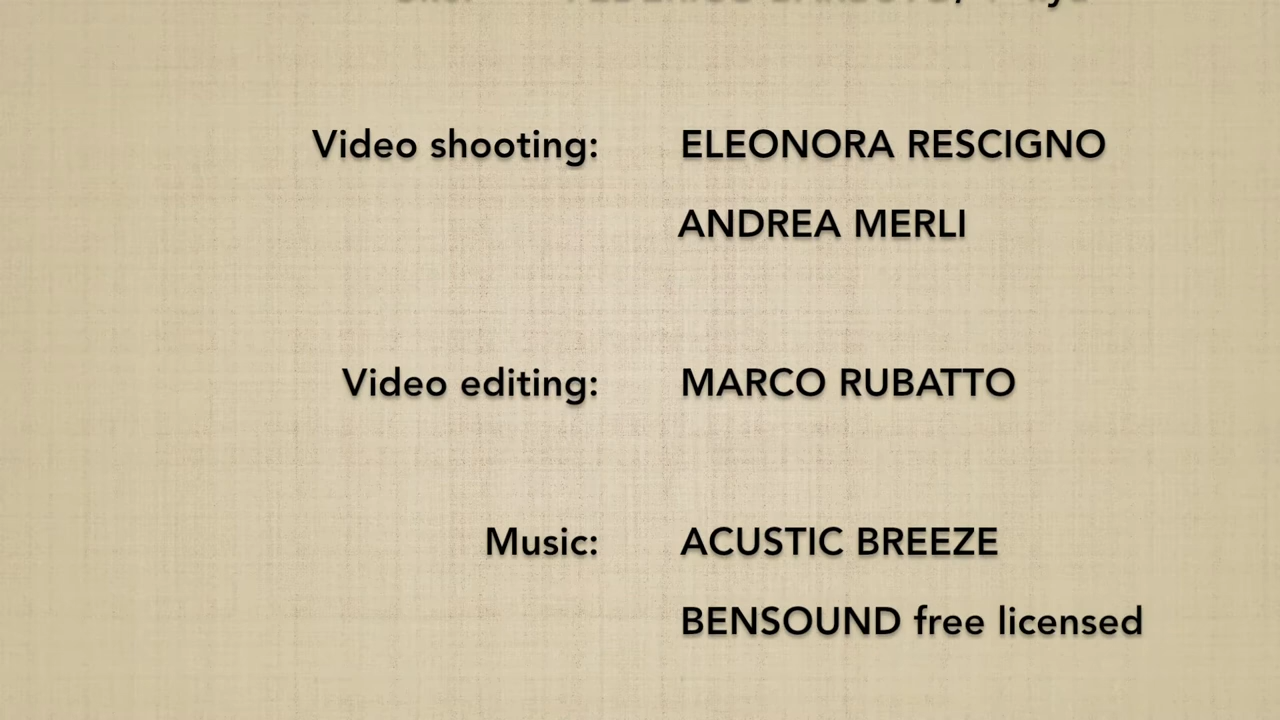 Video shooting: ELEONORA RESCIGNO
ANDREA MERLI
Video editing: MARCO RUBATTO
Music: ACUSTIC BREEZE
BENSOUND free licensed